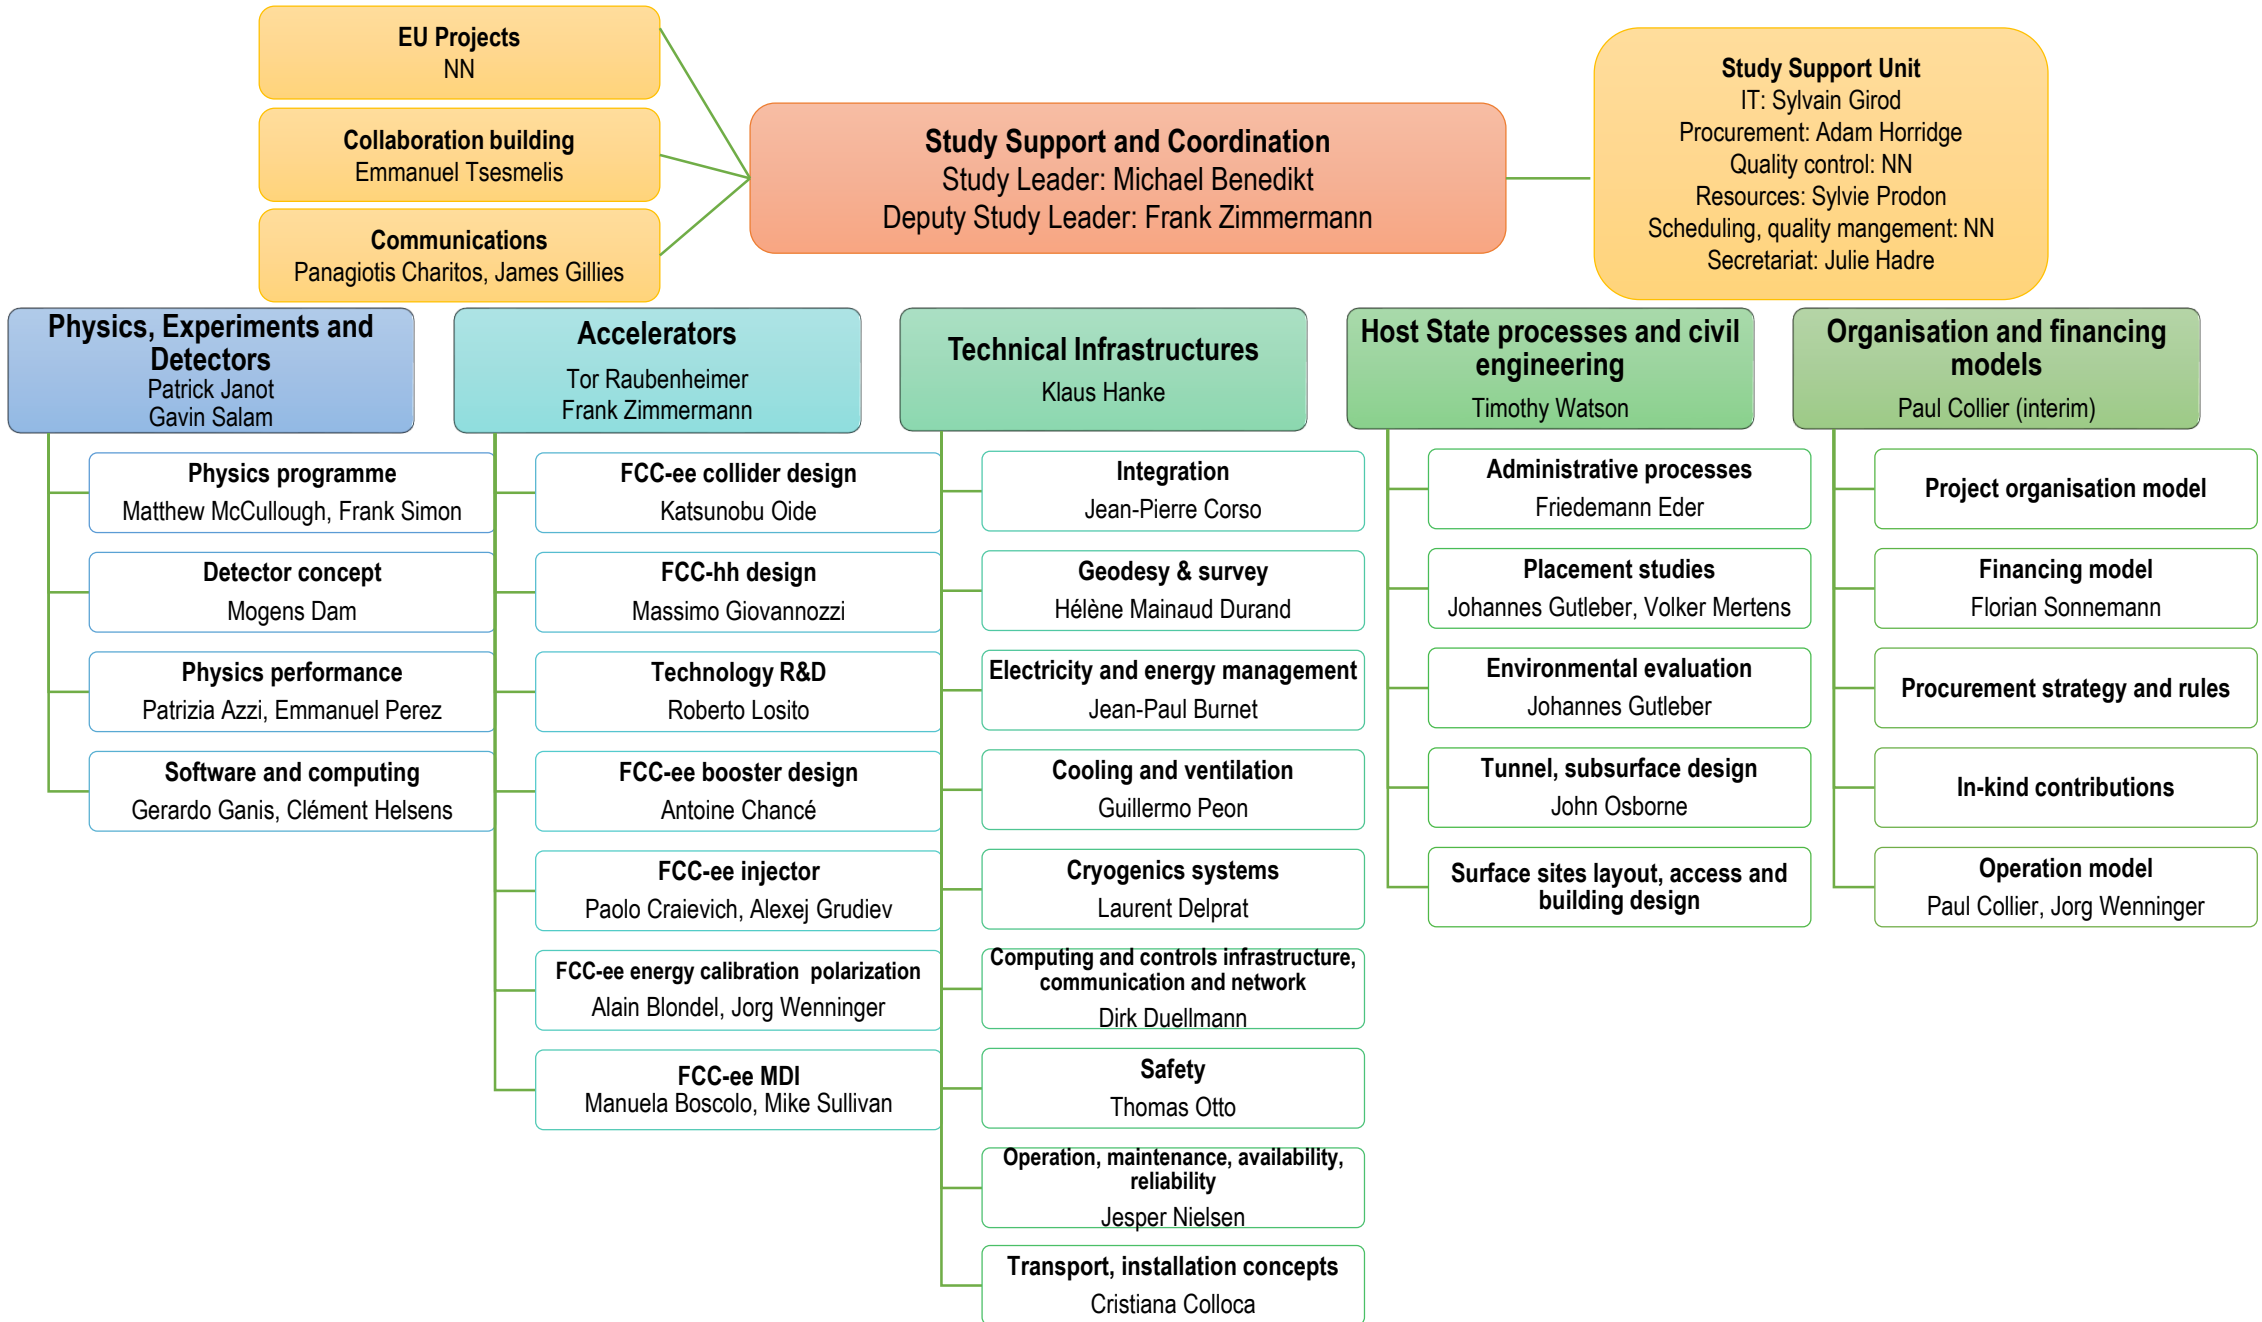 EU Projects
NN
Collaboration building
Emmanuel Tsesmelis
Communications
Panagiotis Charitos, James Gillies
Study Support and Coordination
Study Leader: Michael Benedikt
Deputy Study Leader: Frank Zimmermann
Study Support Unit
IT: Sylvain Girod
Procurement: Adam Horridge
Quality control: NN
Resources: Sylvie Prodon
Scheduling, quality mangement: NN
Secretariat: Julie Hadre
Physics, Experiments and
Detectors
Patrick Janot
Gavin Salam
Physics programme
Matthew McCullough, Frank Simon
Detector concept
Mogens Dam
Physics performance
Patrizia Azzi, Emmanuel Perez
Software and computing
Gerardo Ganis, Clément Helsens
Accelerators
Tor Raubenheimer
Frank Zimmermann
FCC-ee collider design
Katsunobu Oide
FCC-hh design
Massimo Giovannozzi
Technology R&D
Roberto Losito
FCC-ee booster design
Antoine Chancé
FCC-ee injector
Paolo Craievich, Alexej Grudiev
FCC-ee energy calibration  polarization
Alain Blondel, Jorg Wenninger
FCC-ee MDI
Manuela Boscolo, Mike Sullivan
Technical Infrastructures
Klaus Hanke
Integration
Jean-Pierre Corso
Geodesy & survey
Hélène Mainaud Durand
Electricity and energy management
Jean-Paul Burnet
Cooling and ventilation
Guillermo Peon
Cryogenics systems
Laurent Delprat
Computing and controls infrastructure,
communication and network
Dirk Duellmann
Safety
Thomas Otto
Operation, maintenance, availability,
reliability
Jesper Nielsen
Transport, installation concepts
Cristiana Colloca
Host State processes and civil
engineering
Timothy Watson
Administrative processes
Friedemann Eder
Placement studies
Johannes Gutleber, Volker Mertens
Environmental evaluation
Johannes Gutleber
Tunnel, subsurface design
John Osborne
Surface sites layout, access and
building design
Organisation and financing
models
Paul Collier (interim)
Project organisation model
Financing model
Florian Sonnemann
Procurement strategy and rules
In-kind contributions
Operation model
Paul Collier, Jorg Wenninger